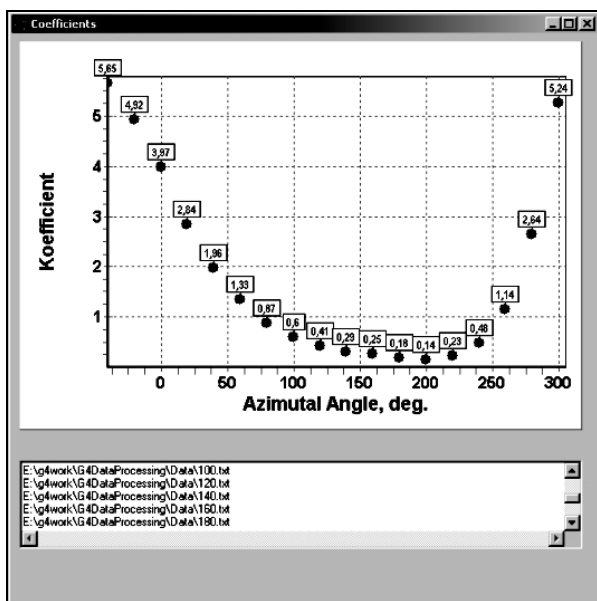 Coefficients
5,65
4,92
3,97
2,84
1,96
1,33
0,87
0,6
0,41
0,29
0,25
0,18
0,14
0,23
0,48
1,14
2,64
5,24
5
4
3
2
1
Koefficient
0 50 100 150 200 250 300
Azimutal Angle, deg.
E:\g4work\G4DataProcessing\Data\100.txt
E:\g4work\G4DataProcessing\Data\120.txt
E:\g4work\G4DataProcessing\Data\140.txt
E:\g4work\G4DataProcessing\Data\160.txt
E:\g4work\G4DataProcessing\Data\180.txt